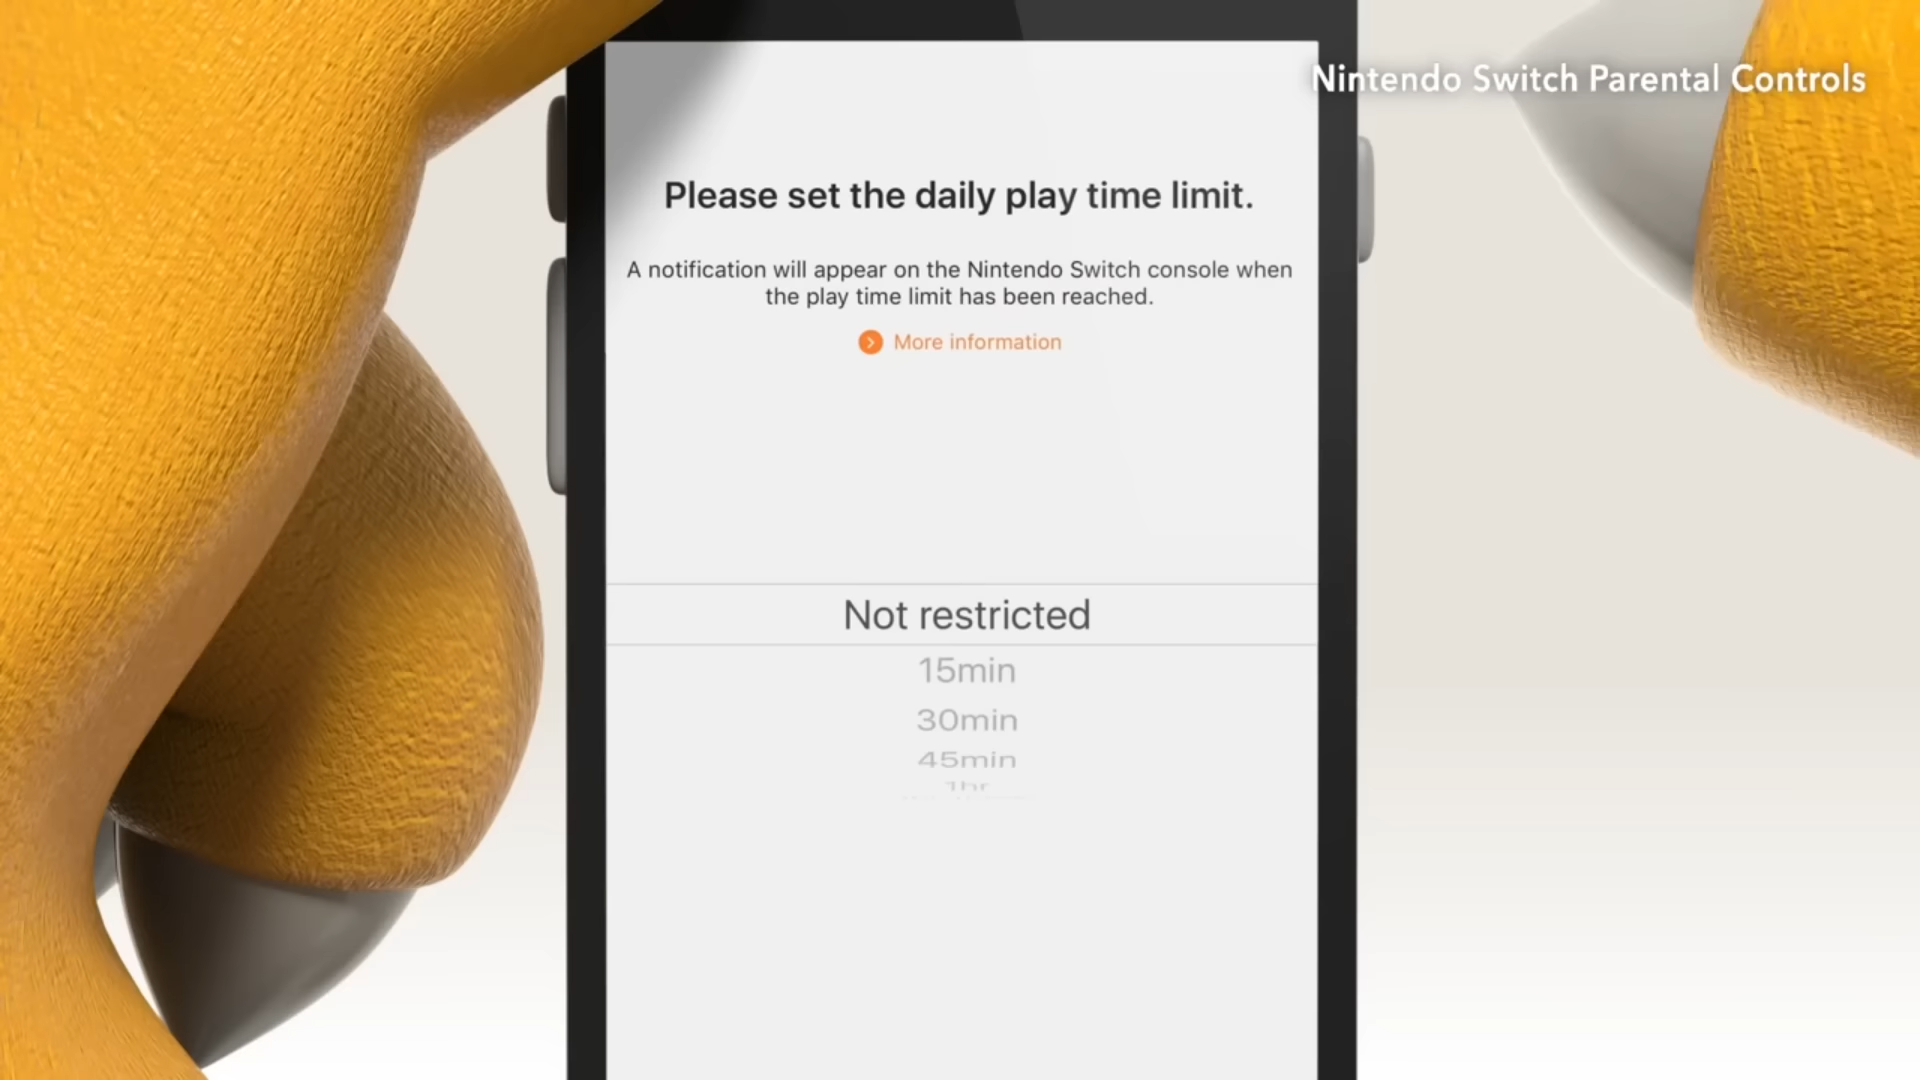 Nintendo Switch Parental Controls
Please set the daily play time limit.
A notification will appear on the Nintendo Switch console when
the play time limit has been reached.
More information
Not restricted
15min
30min
45min
1hr